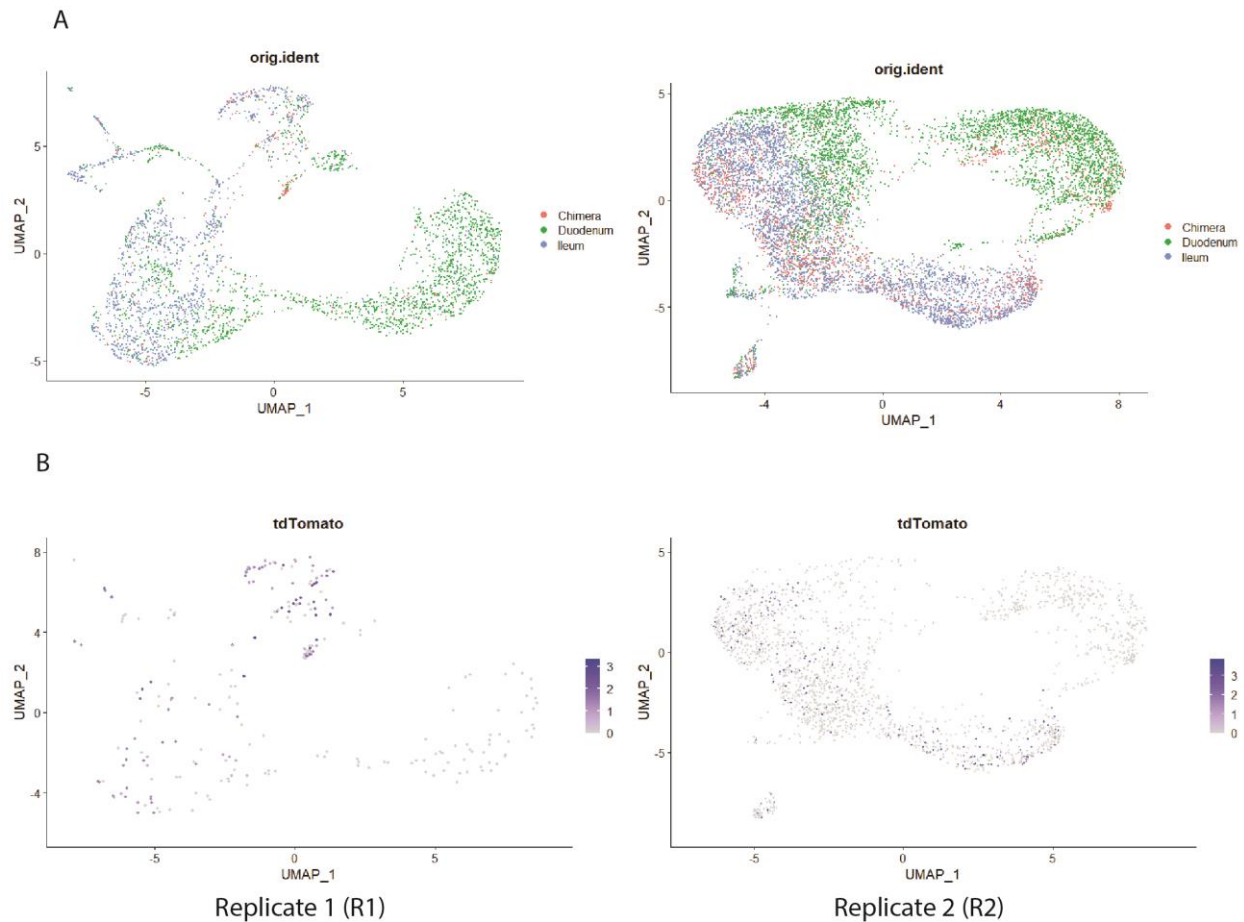 A
orig.ident
UMAP_2
5
0
-5
-5
0
5
UMAP_1
Chimera
Duodenum
Ileum
orig.ident
UMAP_2
5
0
-5
-4
0
4
8
UMAP_1
Chimera
Duodenum
Ileum
B
tdTomato
UMAP_2
8
4
0
-4
-5
0
5
UMAP_1
3
2
1
0
Replicate 1 (R1)
tdTomato
UMAP_2
5
0
-5
-5
0
5
UMAP_1
3
2
1
0
Replicate 2 (R2)